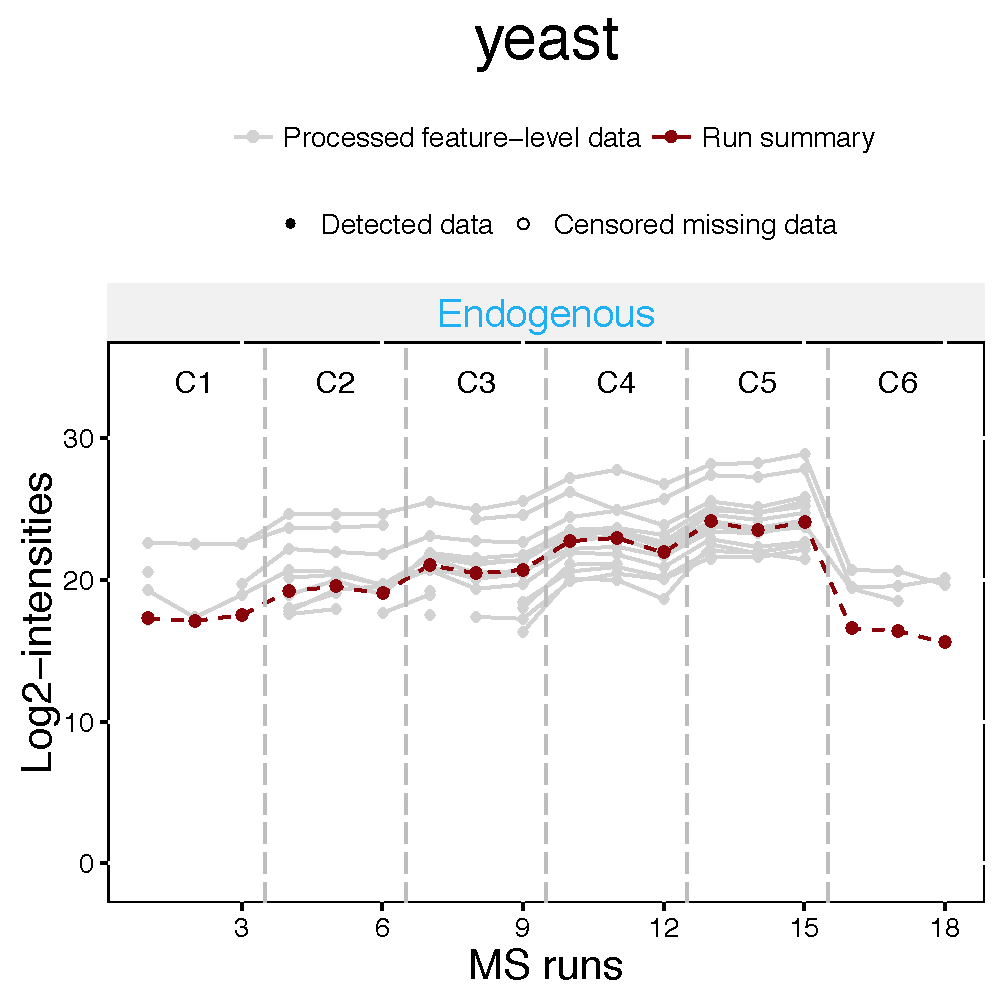 yeast
Processed feature−level data Run summary
Detected data Censored missing data
Endogenous
C1 C2 C3 C4 C5 C6
30
20
10
0
Log2−intensities
3 6 9 12 15 18
MS runs